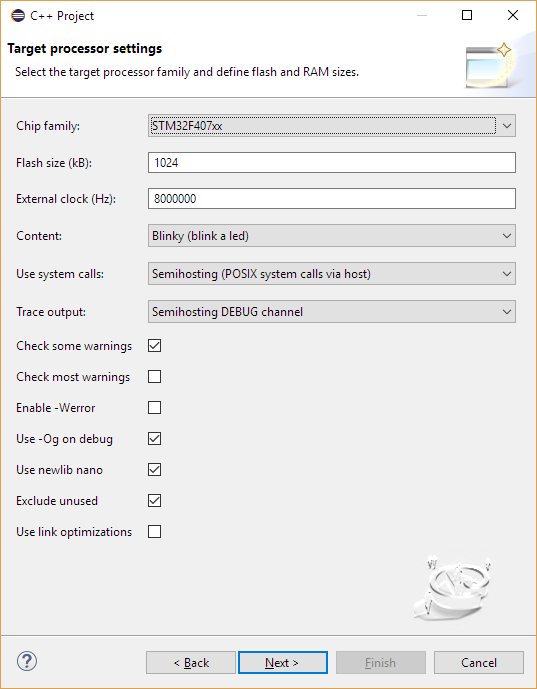 C++ Project
Target processor settings
Select the target processor family and define flash and RAM sizes.
Chip family: STM32F407xx
Flash size (kB): 1024
External clock (Hz): 8000000
Content: Blinky (blink a led)
Use system calls: Semihosting (POSIX system calls via host)
Trace output: Semihosting DEBUG channel
Check some warnings
Check most warnings
Enable -Werror
Use -Og on debug
Use newlib nano
Exclude unused
Use link optimizations
? < Back Next > Finish Cancel